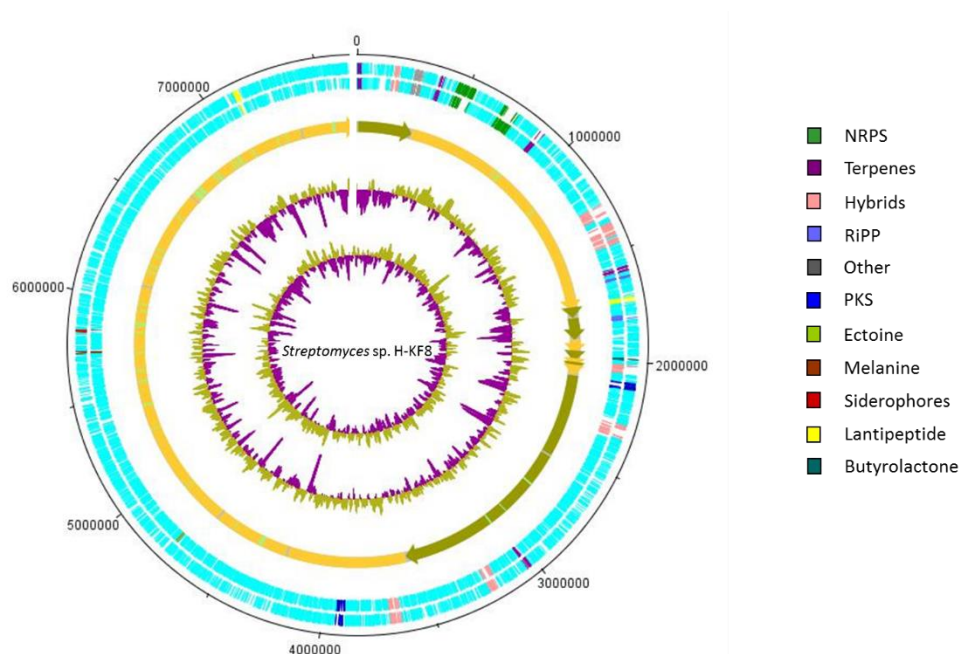 0
1000000
2000000
3000000
4000000
5000000
6000000
7000000
Streptomyces sp. H-KF8
NRPS
Terpenes
Hybrids
RiPP
Other
PKS
Ectoine
Melanine
Siderophores
Lantipeptide
Butyrolactone